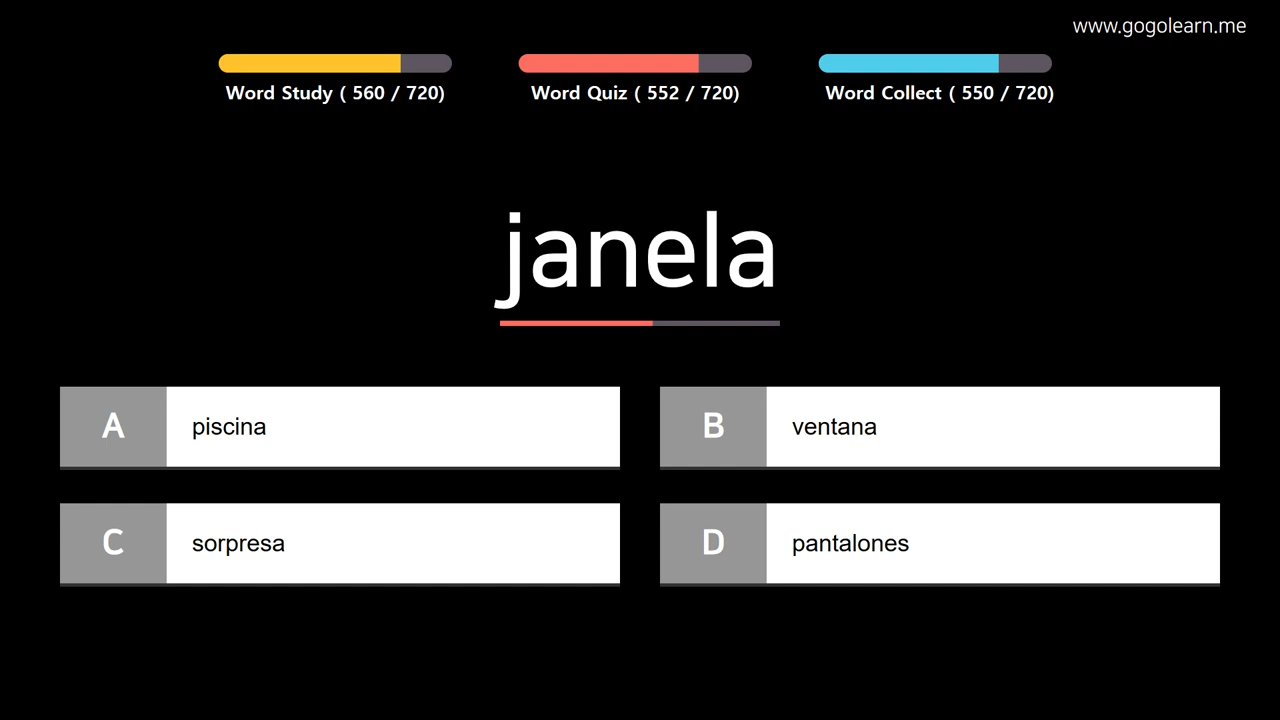 www.gogolearn.me
Word Study ( 560 / 720)
Word Quiz ( 552 / 720)
Word Collect ( 550 / 720)
janela
A piscina
B ventana
C sorpresa
D pantalones